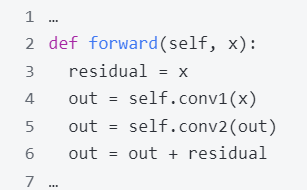 1 …
2 def forward(self, x):
3   residual = x
4   out = self.conv1(x)
5   out = self.conv2(out)
6   out = out + residual
7 …